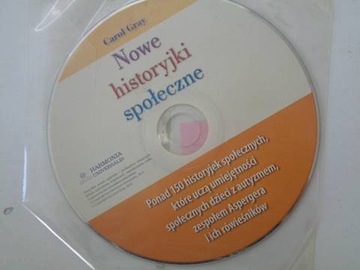 Carol Gray
Nowe
historyjki
społeczne
HARMONIA
UNIVERSALIS
Ponad 150 historyjek społecznych,
które uczą umiejętności
społecznych dzieci z autyzmem,
zespołem Aspergera
i ich rówieśników